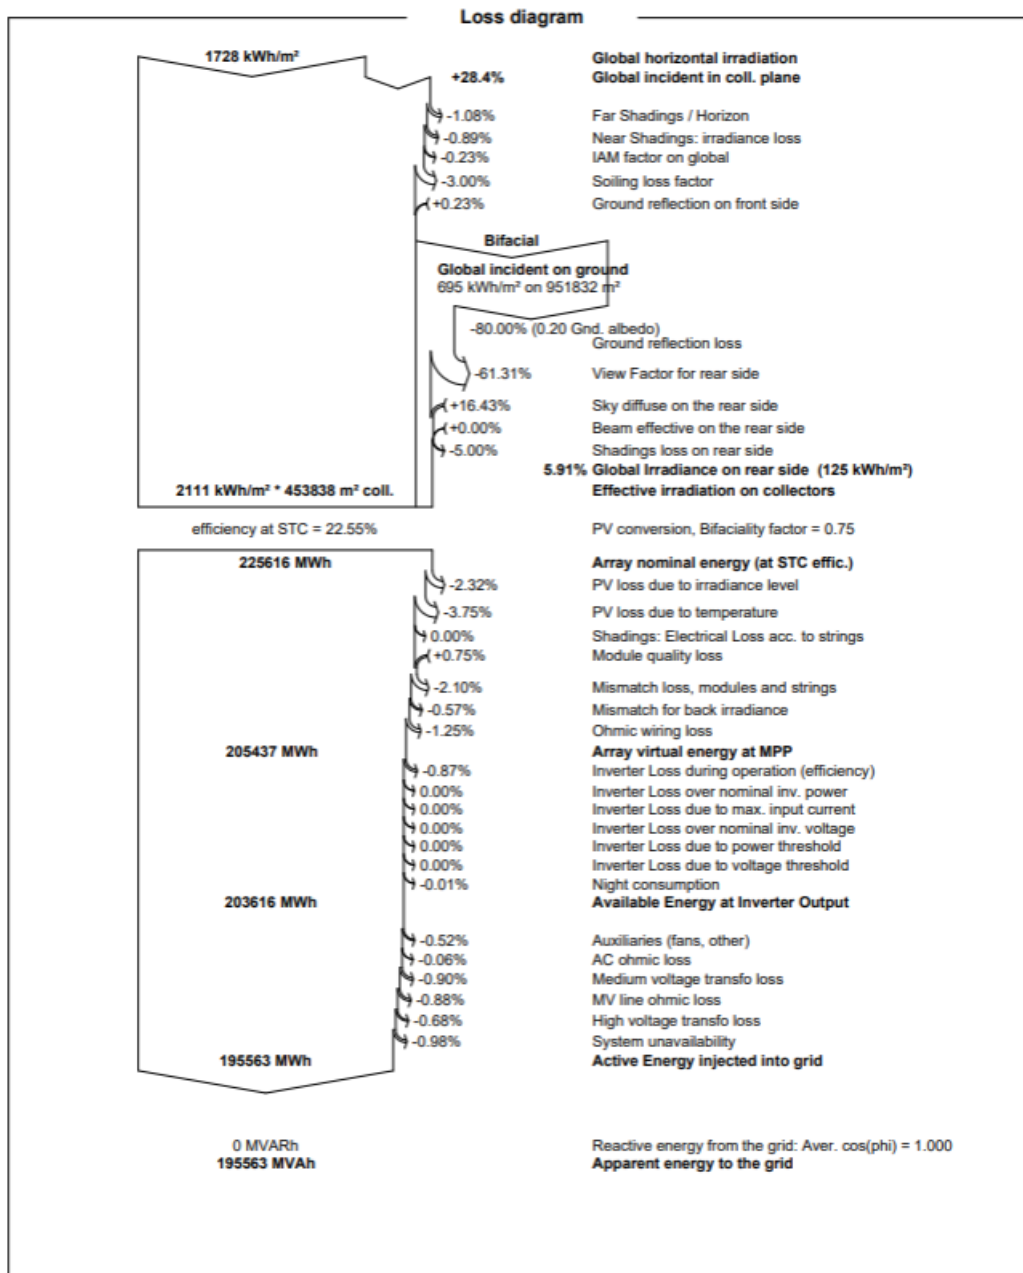 Loss diagram
1728 kWh/m² Global horizontal irradiation
+28.4% Global incident in coll. plane
-1.08% Far Shadings / Horizon
-0.89% Near Shadings: irradiance loss
-0.23% IAM factor on global
-3.00% Soiling loss factor
+0.23% Ground reflection on front side
Bifacial
Global incident on ground
695 kWh/m² on 951832 m²
-80.00% (0.20 Gnd. albedo)
Ground reflection loss
-61.31% View Factor for rear side
+16.43% Sky diffuse on the rear side
+0.00% Beam effective on the rear side
-5.00% Shadings loss on rear side
5.91% Global Irradiance on rear side (125 kWh/m²)
2111 kWh/m² * 453838 m² coll. Effective irradiation on collectors
efficiency at STC = 22.55% PV conversion, Bifaciality factor = 0.75
225616 MWh Array nominal energy (at STC effic.)
-2.32% PV loss due to irradiance level
-3.75% PV loss due to temperature
0.00% Shadings: Electrical Loss acc. to strings
+0.75% Module quality loss
-2.10% Mismatch loss, modules and strings
-0.57% Mismatch for back irradiance
-1.25% Ohmic wiring loss
205437 MWh Array virtual energy at MPP
-0.87% Inverter Loss during operation (efficiency)
0.00% Inverter Loss over nominal inv. power
0.00% Inverter Loss due to max. input current
0.00% Inverter Loss over nominal inv. voltage
0.00% Inverter Loss due to power threshold
0.00% Inverter Loss due to voltage threshold
-0.01% Night consumption
203616 MWh Available Energy at Inverter Output
-0.52% Auxiliaries (fans, other)
-0.06% AC ohmic loss
-0.90% Medium voltage transfo loss
-0.88% MV line ohmic loss
-0.68% High voltage transfo loss
-0.98% System unavailability
195563 MWh Active Energy injected into grid
0 MVARh Reactive energy from the grid: Aver. cos(phi) = 1.000
195563 MVAh Apparent energy to the grid